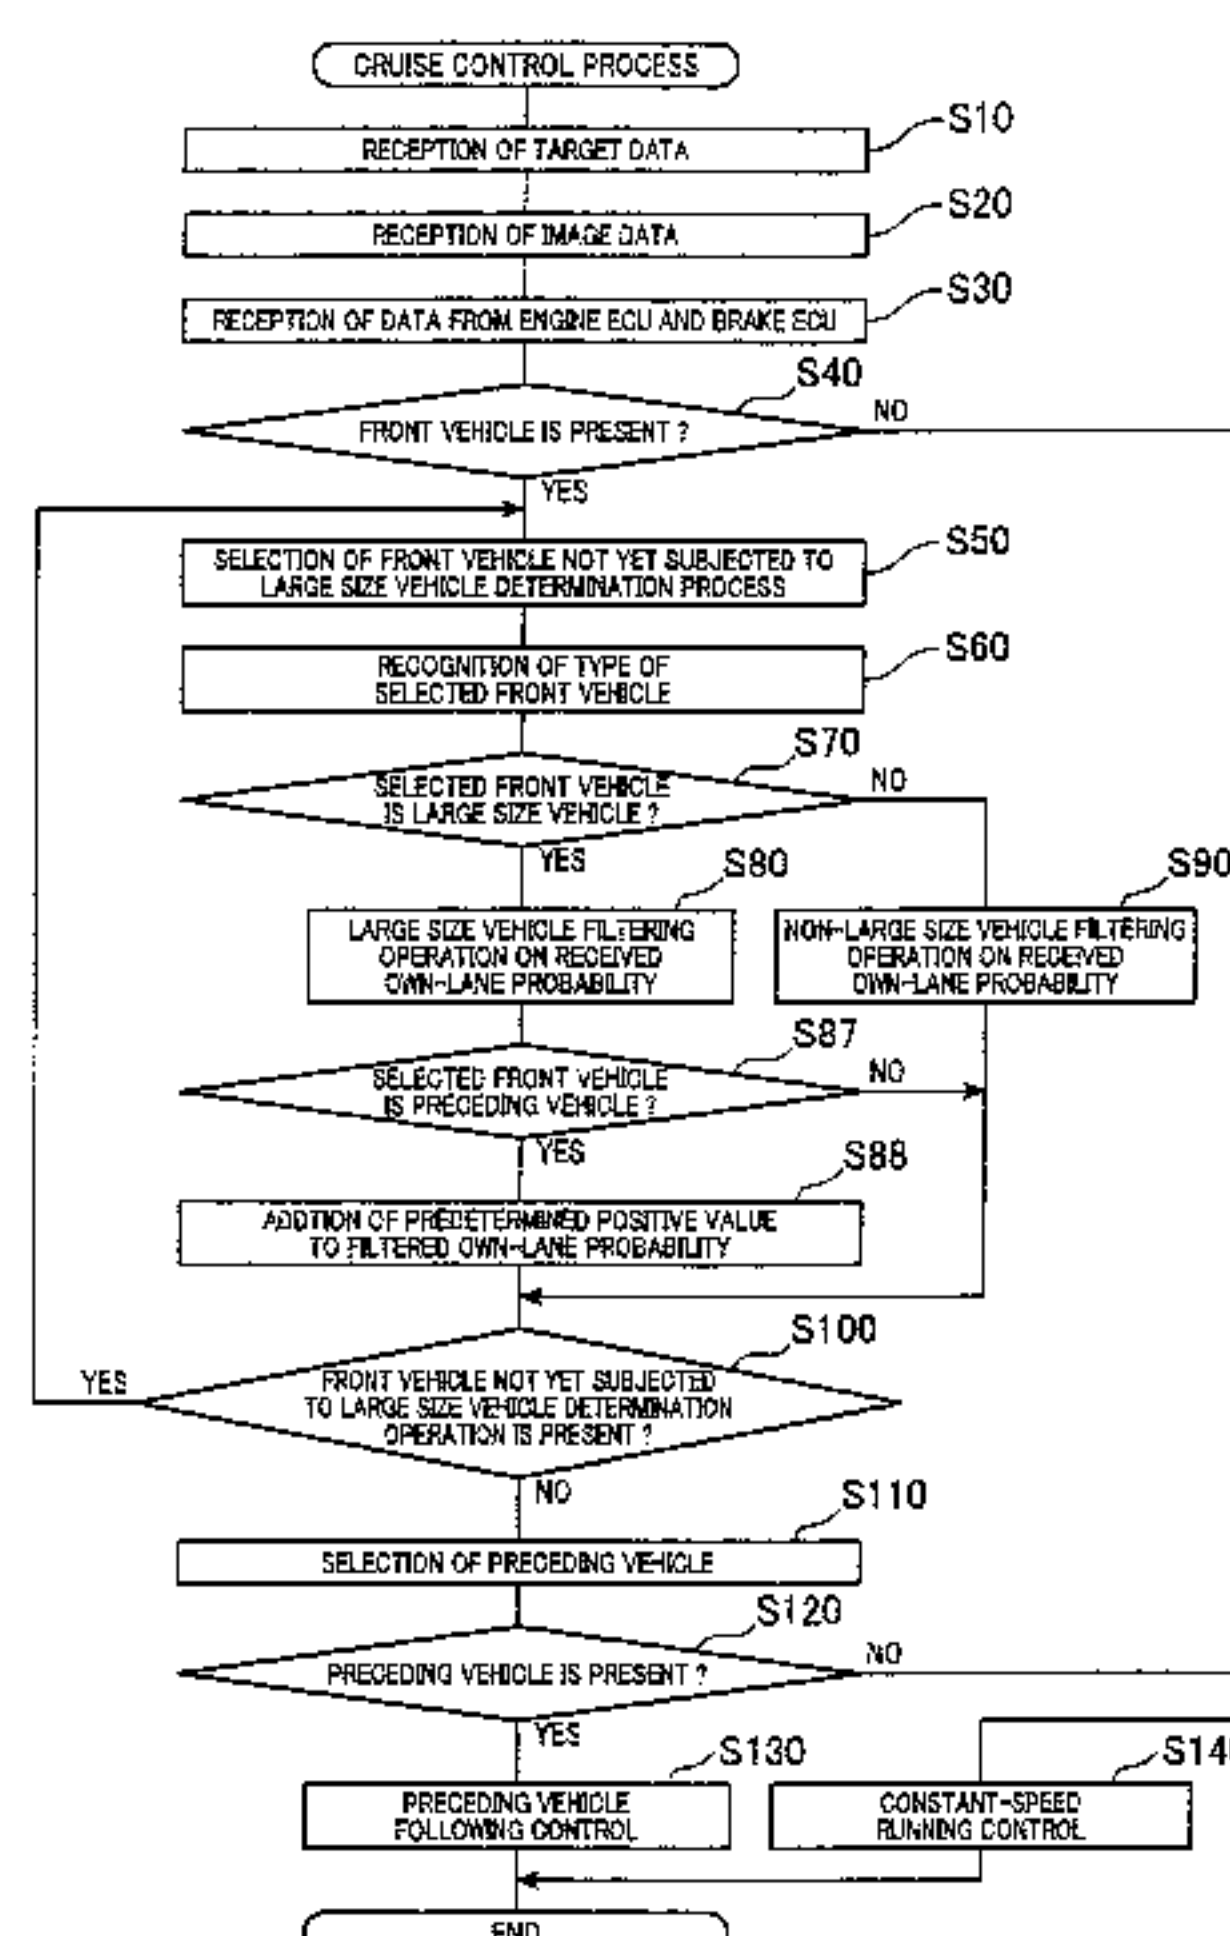 CRUISE CONTROL PROCESS
S10
RECEPTION OF TARGET DATA
S20
RECEPTION OF IMAGE DATA
S30
RECEPTION OF DATA FROM ENGINE ECU AND BRAKE ECU
S40
FRONT VEHICLE IS PRESENT ?
NO
YES
S50
SELECTION OF FRONT VEHICLE NOT YET SUBJECTED TO
LARGE SIZE VEHICLE DETERMINATION PROCESS
S60
RECOGNITION OF TYPE OF
SELECTED FRONT VEHICLE
S70
SELECTED FRONT VEHICLE
IS LARGE SIZE VEHICLE ?
NO
YES
S80
LARGE SIZE VEHICLE FILTERING
OPERATION ON RECEIVED
OWN-LANE PROBABILITY
S90
NON-LARGE SIZE VEHICLE FILTERING
OPERATION ON RECEIVED
OWN-LANE PROBABILITY
S87
SELECTED FRONT VEHICLE
IS PRECEDING VEHICLE ?
NO
YES
S88
ADDTION OF PREDETERMINED POSITIVE VALUE
TO FILTERED OWN-LANE PROBABILITY
S100
FRONT VEHICLE NOT YET SUBJECTED
TO LARGE SIZE VEHICLE DETERMINATION
OPERATION IS PRESENT ?
YES
NO
S110
SELECTION OF PRECEDING VEHICLE
S120
PRECEDING VEHICLE IS PRESENT ?
NO
YES
S130
PRECEDING VEHICLE
FOLLOWING CONTROL
S14
CONSTANT-SPEED
RUNNING CONTROL
END